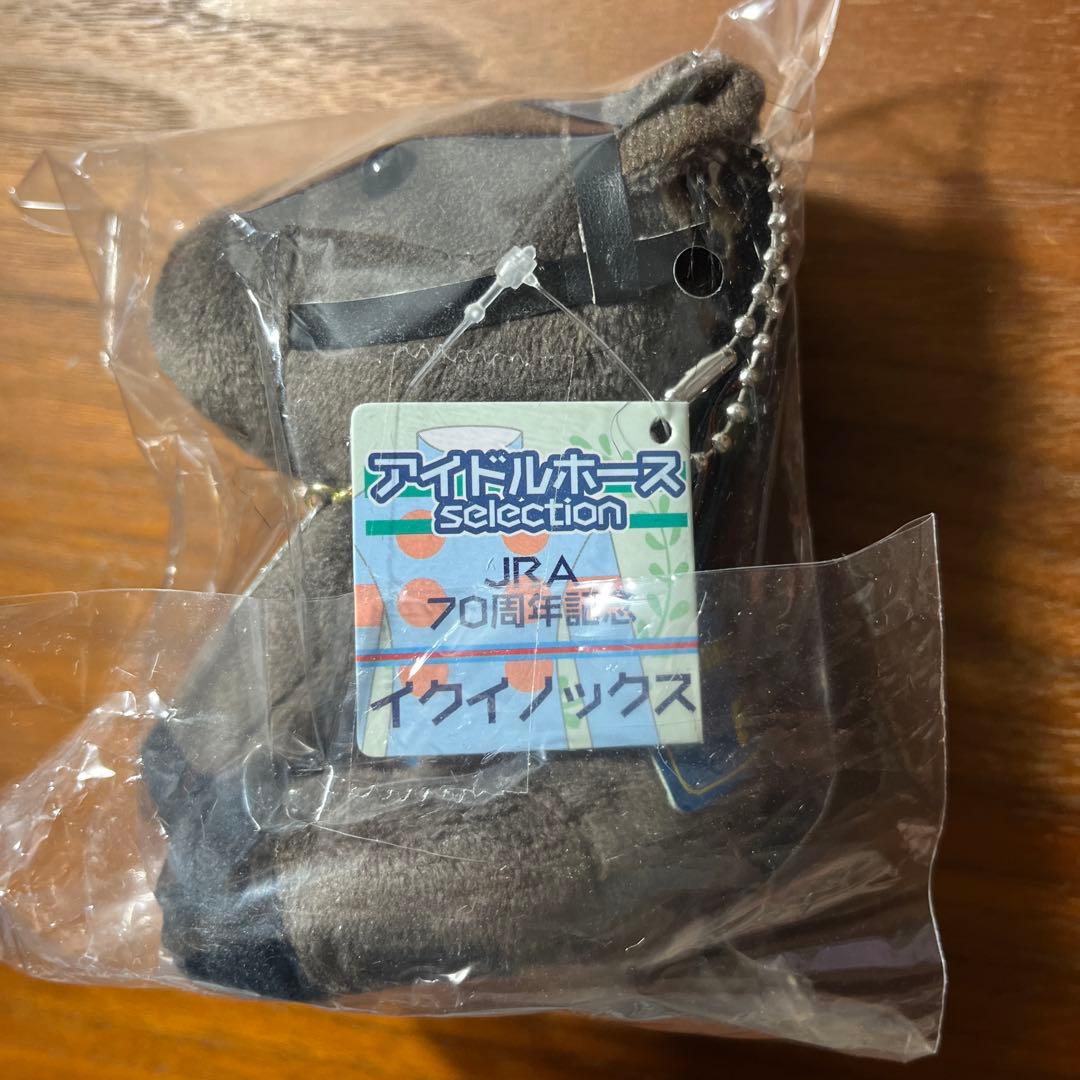 アイドルホース
selection
JRA
70周年記念
イクイノックス